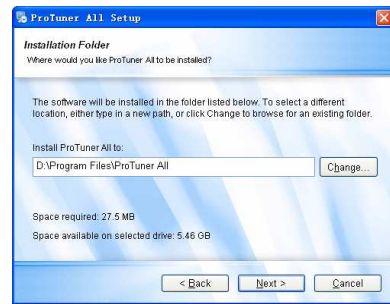 ProTuner All Setup
Installation Folder
Where would you like ProTuner All to be installed?
The software will be installed in the folder listed below. To select a different
location, either type in a new path, or click Change to browse for an existing folder.
Install ProTuner All to:
D:\Program Files\ProTuner All
Change...
Space required: 27.5 MB
Space available on selected drive: 5.46 GB
< Back
Next >
Cancel